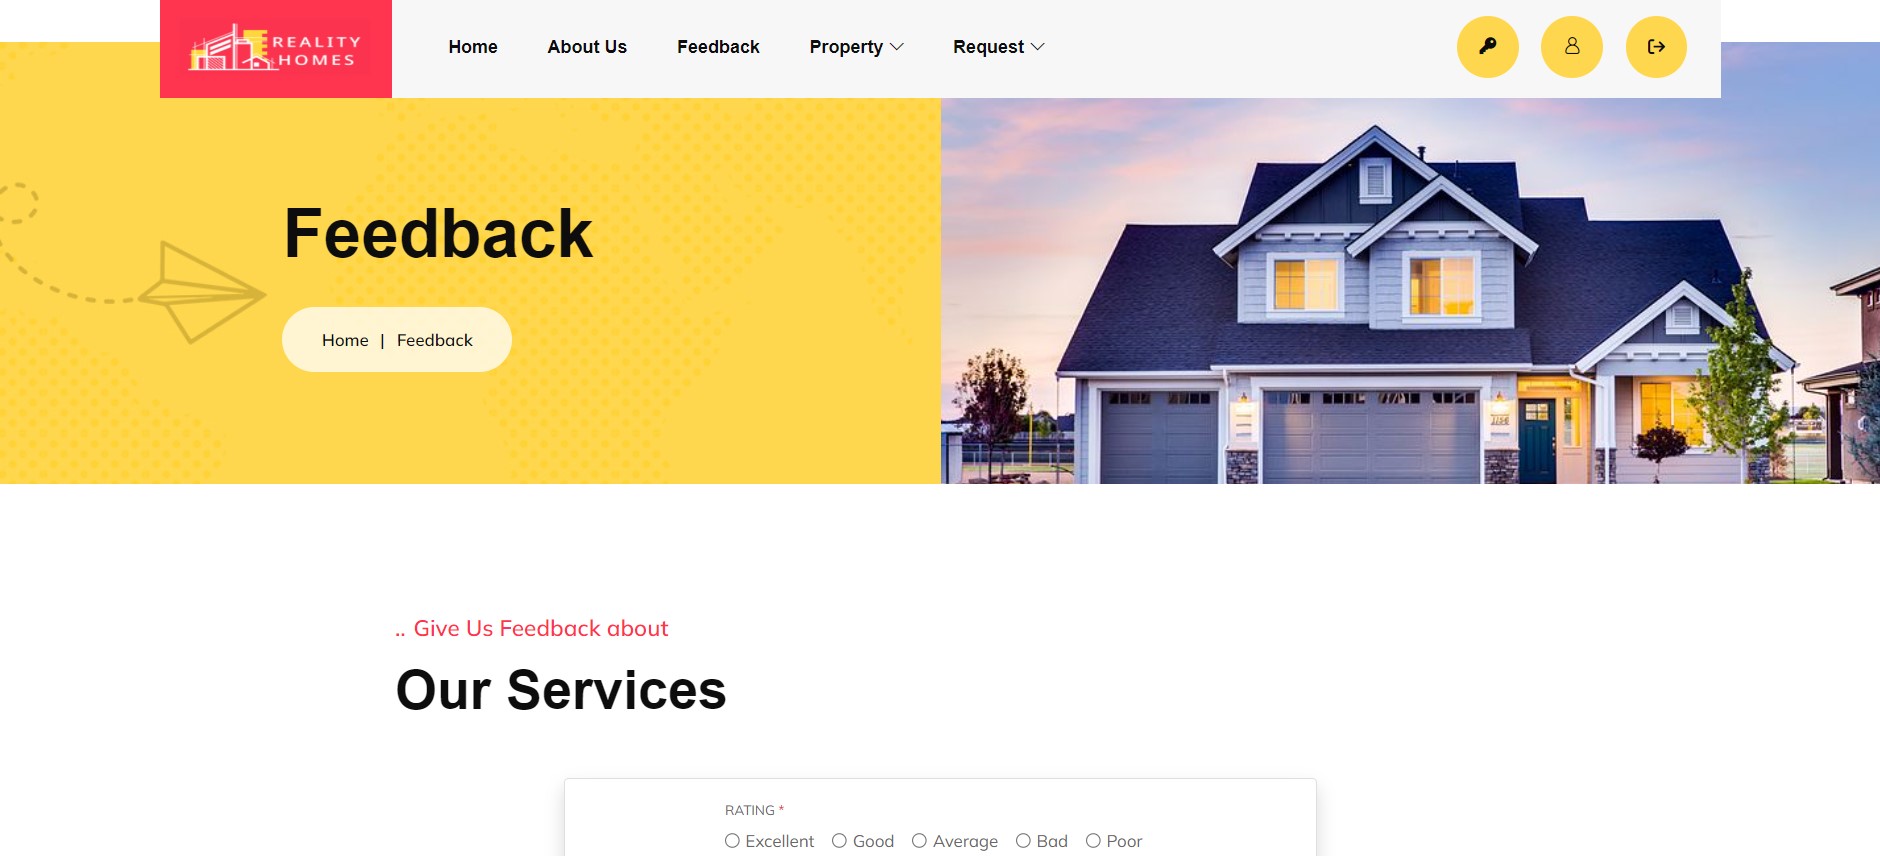 REALITY
HOMES
Home About Us Feedback Property Request
Feedback
Home | Feedback
.. Give Us Feedback about
Our Services
RATING *
Excellent Good Average Bad Poor